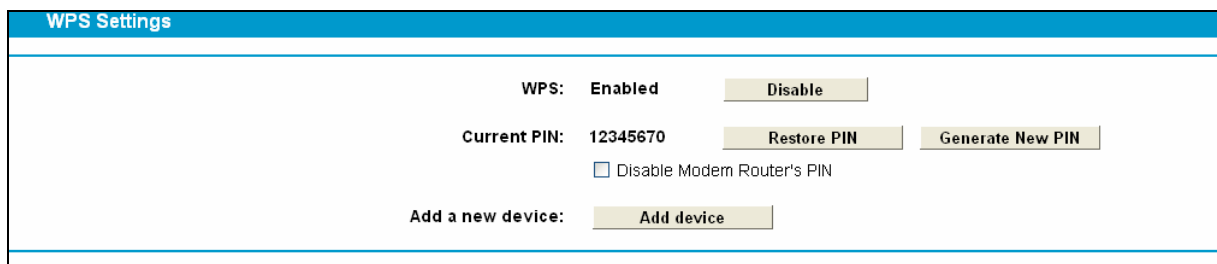 WPS Settings
WPS: Enabled Disable
Current PIN: 12345670 Restore PIN Generate New PIN
Disable Modem Router's PIN
Add a new device: Add device